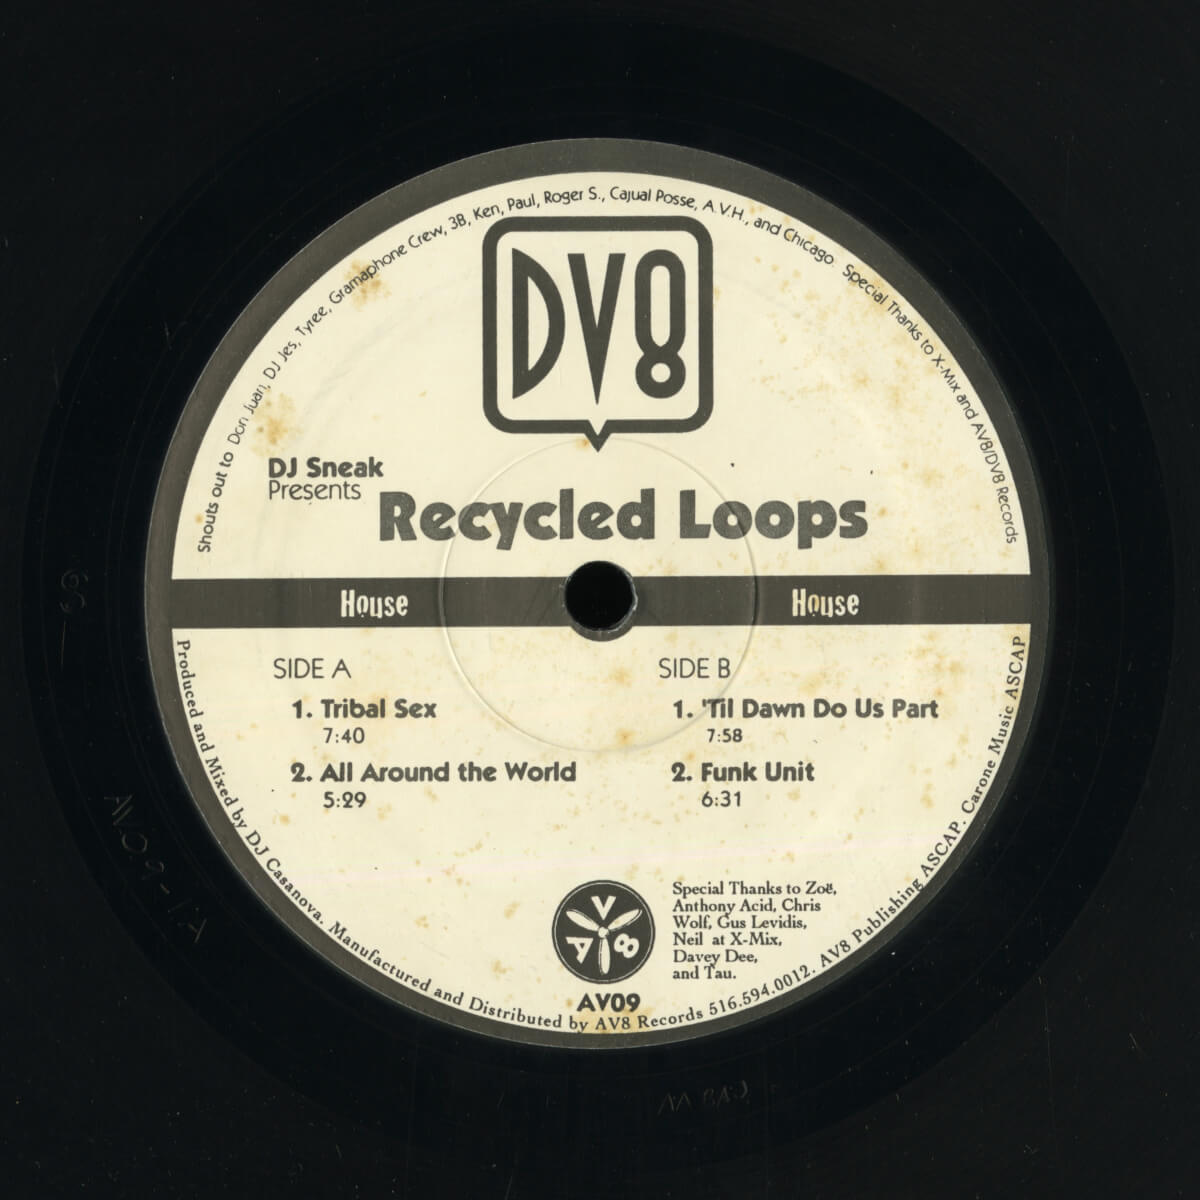 Shouts out to Don Juan, DJ Jes, Tyree, Gramaphone Crew, 3B, Ken, Paul, Roger S., Cajual Posse, A.V.H., and Chicago. Special Thanks to X-Mix and AV8/DV8 Records
DV8
DJ Sneak
Presents
Recycled Loops
House
House
SIDE A
1. Tribal Sex
7:40
2. All Around the World
5:29
SIDE B
1. 'Til Dawn Do Us Part
7:58
2. Funk Unit
6:31
AV8
AV09
Special Thanks to Zoë,
Anthony Acid, Chris
Wolf, Gus Levidis,
Neil at X-Mix,
Davey Dee,
and Tau.
Produced and Mixed by DJ Casanova. Manufactured and Distributed by AV8 Records 516.594.0012. AV8 Publishing ASCAP. Carone Music ASCAP
AV09-1A